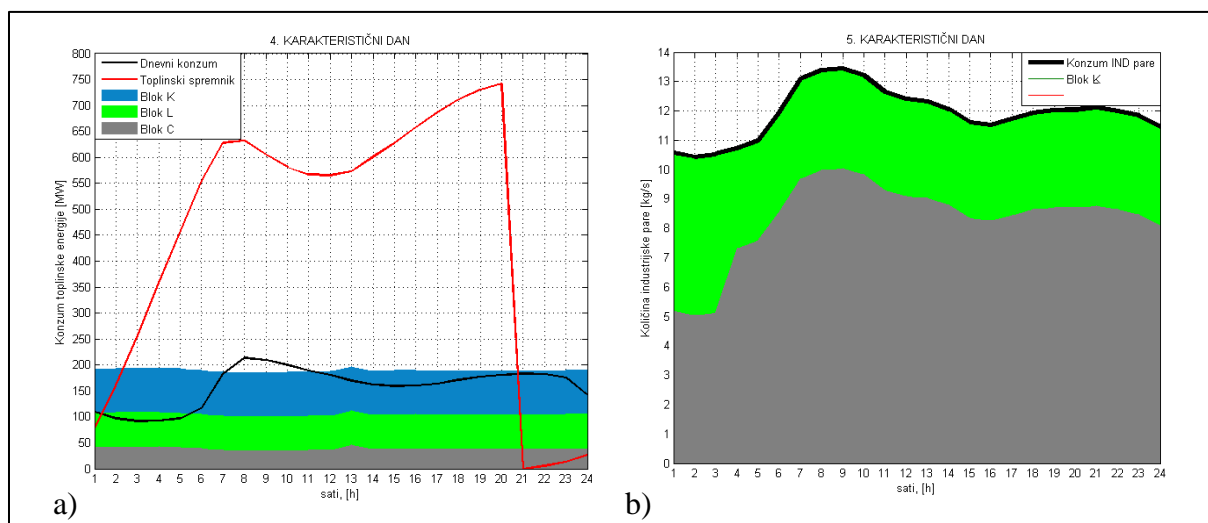 4. KARAKTERISTIČNI DAN
Konzum toplinske energije [MW]
800
750
700
650
600
550
500
450
400
350
300
250
200
150
100
50
0
Dnevni konzum
Toplinski spremnik
Blok K
Blok L
Blok C
1 2 3 4 5 6 7 8 9 10 11 12 13 14 15 16 17 18 19 20 21 22 23 24
sati, [h]
a)
5. KARAKTERISTIČNI DAN
Količina industrijske pare [kg/s]
14
13
12
11
10
9
8
7
6
5
4
3
2
1
0
Konzum IND pare
Blok K
1 2 3 4 5 6 7 8 9 10 11 12 13 14 15 16 17 18 19 20 21 22 23 24
sati, [h]
b)